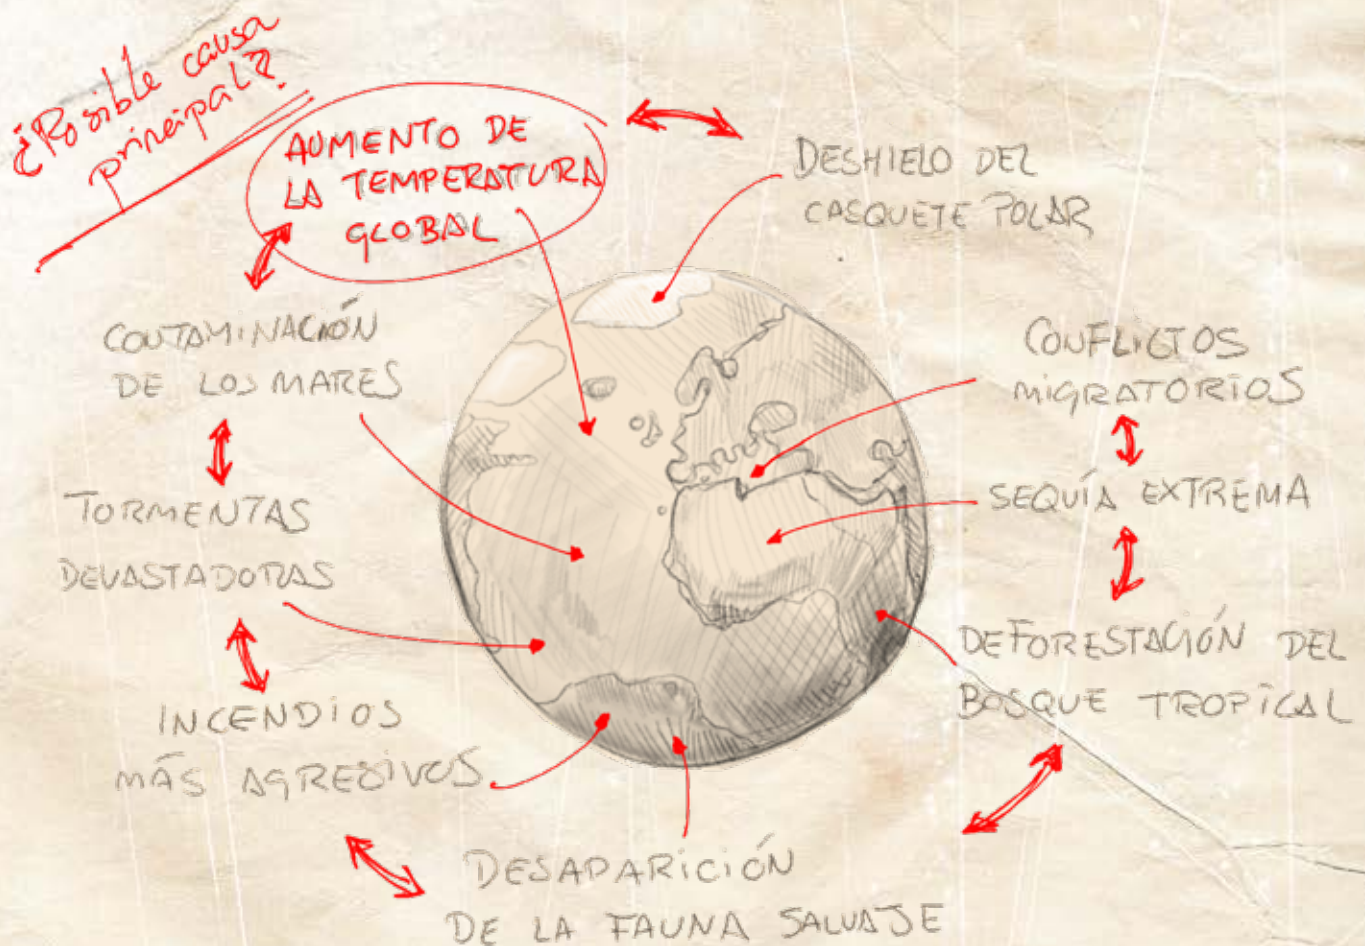 ¿Posible causa
principal?
AUMENTO DE
LA TEMPERATURA
GLOBAL
DESHIELO DEL
CASQUETE POLAR
CONTAMINACIÓN
DE LOS MARES
CONFLICTOS
MIGRATORIOS
TORMENTAS
DEVASTADORAS
SEQUÍA EXTREMA
DEFORESTACIÓN DEL
BOSQUE TROPICAL
INCENDIOS
MÁS AGRESIVOS
DESAPARICIÓN
DE LA FAUNA SALVAJE